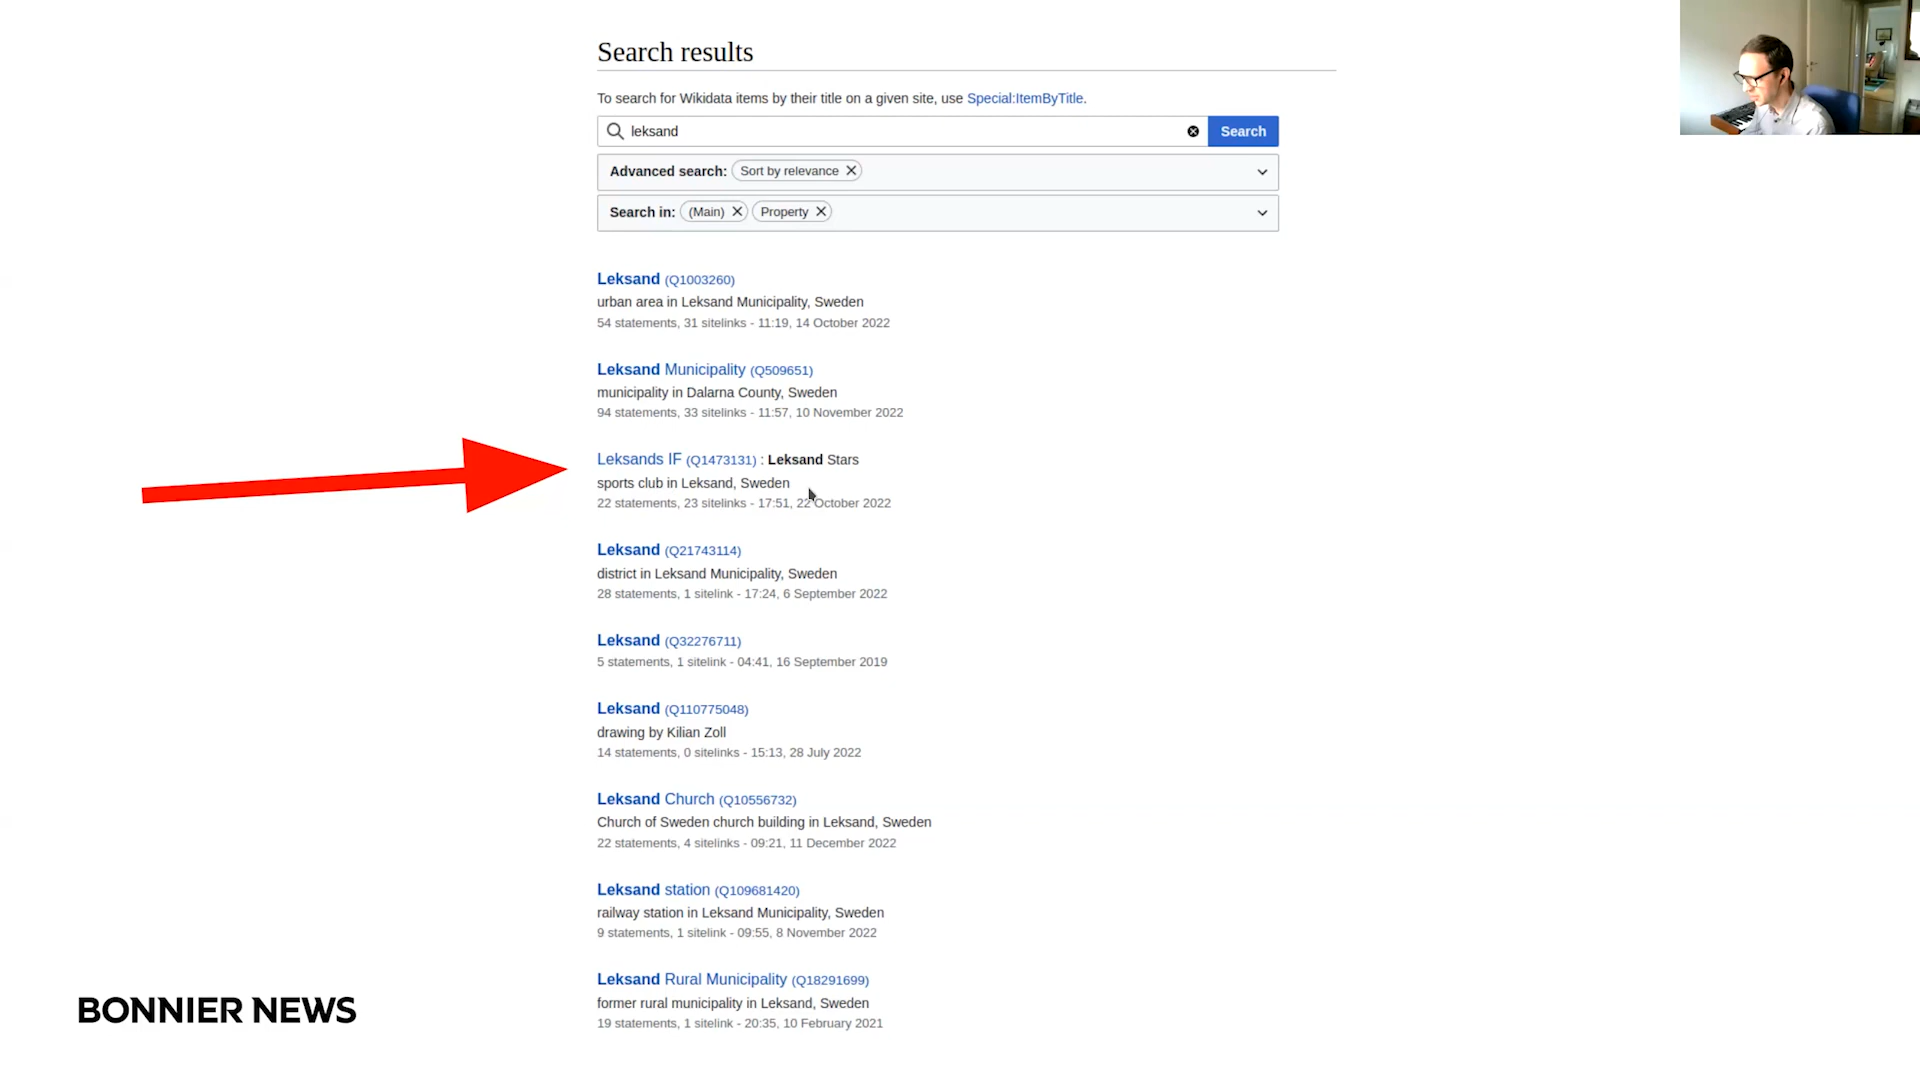 Search results
To search for Wikidata items by their title on a given site, use Special:ItemByTitle.
leksand
Search
Advanced search: Sort by relevance
Search in: (Main) Property
Leksand (Q1003260)
urban area in Leksand Municipality, Sweden
54 statements, 31 sitelinks - 11:19, 14 October 2022
Leksand Municipality (Q509651)
municipality in Dalarna County, Sweden
94 statements, 33 sitelinks - 11:57, 10 November 2022
Leksands IF (Q1473131) : Leksand Stars
sports club in Leksand, Sweden
22 statements, 23 sitelinks - 17:51, 22 October 2022
Leksand (Q21743114)
district in Leksand Municipality, Sweden
28 statements, 1 sitelink - 17:24, 6 September 2022
Leksand (Q32276711)
5 statements, 1 sitelink - 04:41, 16 September 2019
Leksand (Q110775048)
drawing by Kilian Zoll
14 statements, 0 sitelinks - 15:13, 28 July 2022
Leksand Church (Q10556732)
Church of Sweden church building in Leksand, Sweden
22 statements, 4 sitelinks - 09:21, 11 December 2022
Leksand station (Q109681420)
railway station in Leksand Municipality, Sweden
9 statements, 1 sitelink - 09:55, 8 November 2022
Leksand Rural Municipality (Q18291699)
former rural municipality in Leksand, Sweden
19 statements, 1 sitelink - 20:35, 10 February 2021
BONNIER NEWS